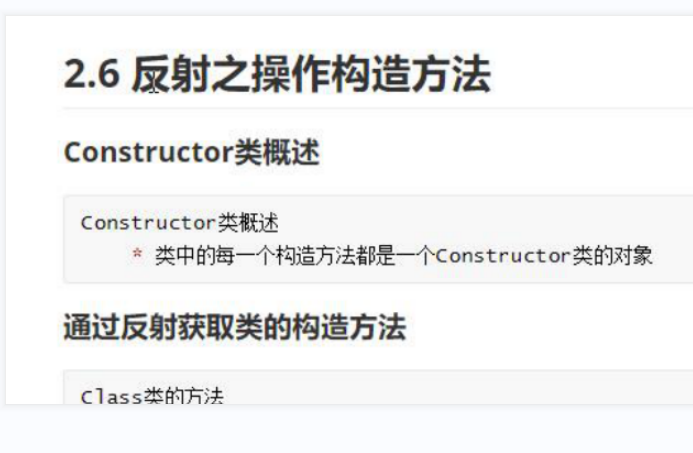 2.6 反射之操作构造方法
Constructor类概述
Constructor类概述
* 类中的每一个构造方法都是一个Constructor类的对象
通过反射获取类的构造方法
Class类的方法